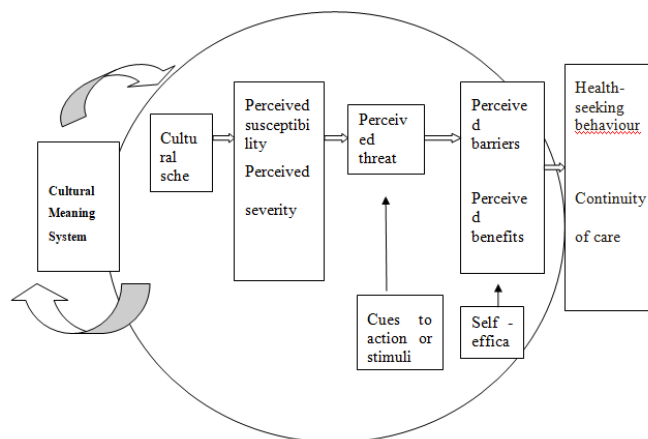 Cultural
Meaning
System
Cultu
ral
sche
Perceived
susceptibi
lity
Perceived
severity
Perceiv
ed
threat
Cues to
action or
stimuli
Perceive
d
barriers
Perceive
d
benefits
Self -
effica
Health-
seeking
behaviour
Continuity
of care